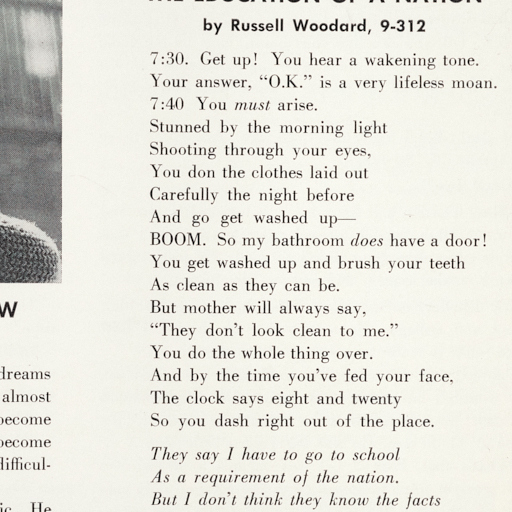 THE EDUCATION OF A NATION
by Russell Woodard, 9-312
7:30. Get up! You hear a wakening tone.
Your answer, “O.K.” is a very lifeless moan.
7:40 You must arise.
Stunned by the morning light
Shooting through your eyes,
You don the clothes laid out
Carefully the night before
And go get washed up—
BOOM. So my bathroom does have a door!
You get washed up and brush your teeth
As clean as they can be.
But mother will always say,
“They don’t look clean to me.”
You do the whole thing over.
And by the time you’ve fed your face,
The clock says eight and twenty
So you dash right out of the place.
They say I have to go to school
As a requirement of the nation.
But I don’t think they know the facts
W
dreams
almost
become
become
difficul-
ic. He